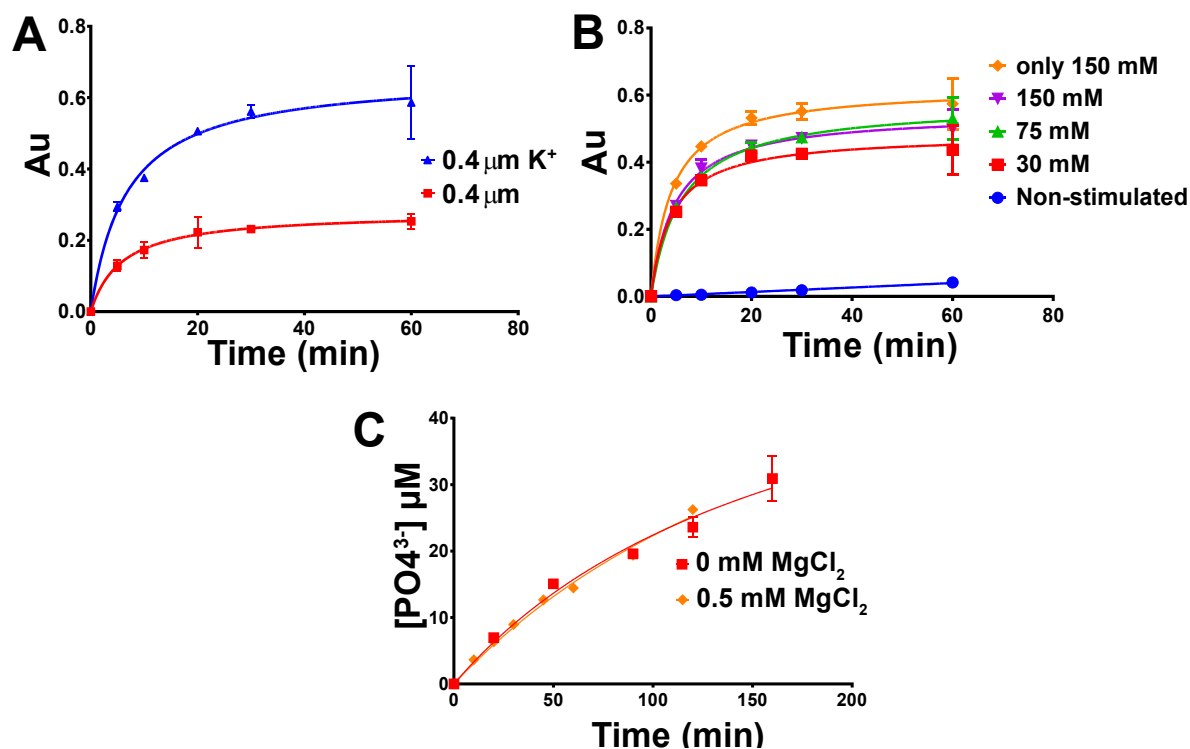 A
Au
0.8
0.6
0.4
0.2
0.0
0
20
40
60
80
Time (min)
0.4 µm K⁺
0.4 µm
B
Au
0.8
0.6
0.4
0.2
0.0
0
20
40
60
80
Time (min)
only 150 mM
150 mM
75 mM
30 mM
Non-stimulated
C
[PO4³⁻] µM
40
30
20
10
0
0
50
100
150
200
Time (min)
0 mM MgCl₂
0.5 mM MgCl₂